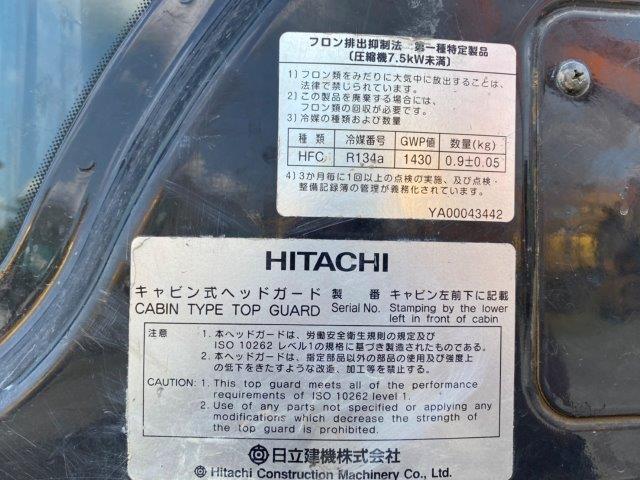 フロン排出抑制法 第一種特定製品
(圧縮機7.5kW未満)
1) フロン類をみだりに大気中に放出することは、
法律で禁じられています。
2) この製品を廃棄する場合には、
フロン類の回収が必要です。
3) 冷媒の種類および数量
種 類 冷媒番号 GWP値 数量(kg)
HFC R134a 1430 0.9±0.05
4) 3か月毎に1回以上の点検の実施、及び点検・
整備記録簿の管理が義務化されています。
YA00043442
HITACHI
キャビン式ヘッドガード 製 番 キャビン左前下に記載
CABIN TYPE TOP GUARD Serial No. Stamping by the lower
left in front of cabin
注意 1. 本ヘッドガードは、労働安全衛生規則の規定及び
ISO 10262 レベル1の規格に基づき製造されたものである。
2. 本ヘッドガードは、指定部品以外の部品の使用及び強度上
の低下をきたすような改造、加工等を禁止する。
CAUTION: 1. This top guard meets all of the performance
requirements of ISO 10262 level 1.
2. Use of any parts not specified or applying any
modifications which decrease the strength of
the top guard is prohibited.
日立建機株式会社
Hitachi Construction Machinery Co., Ltd.